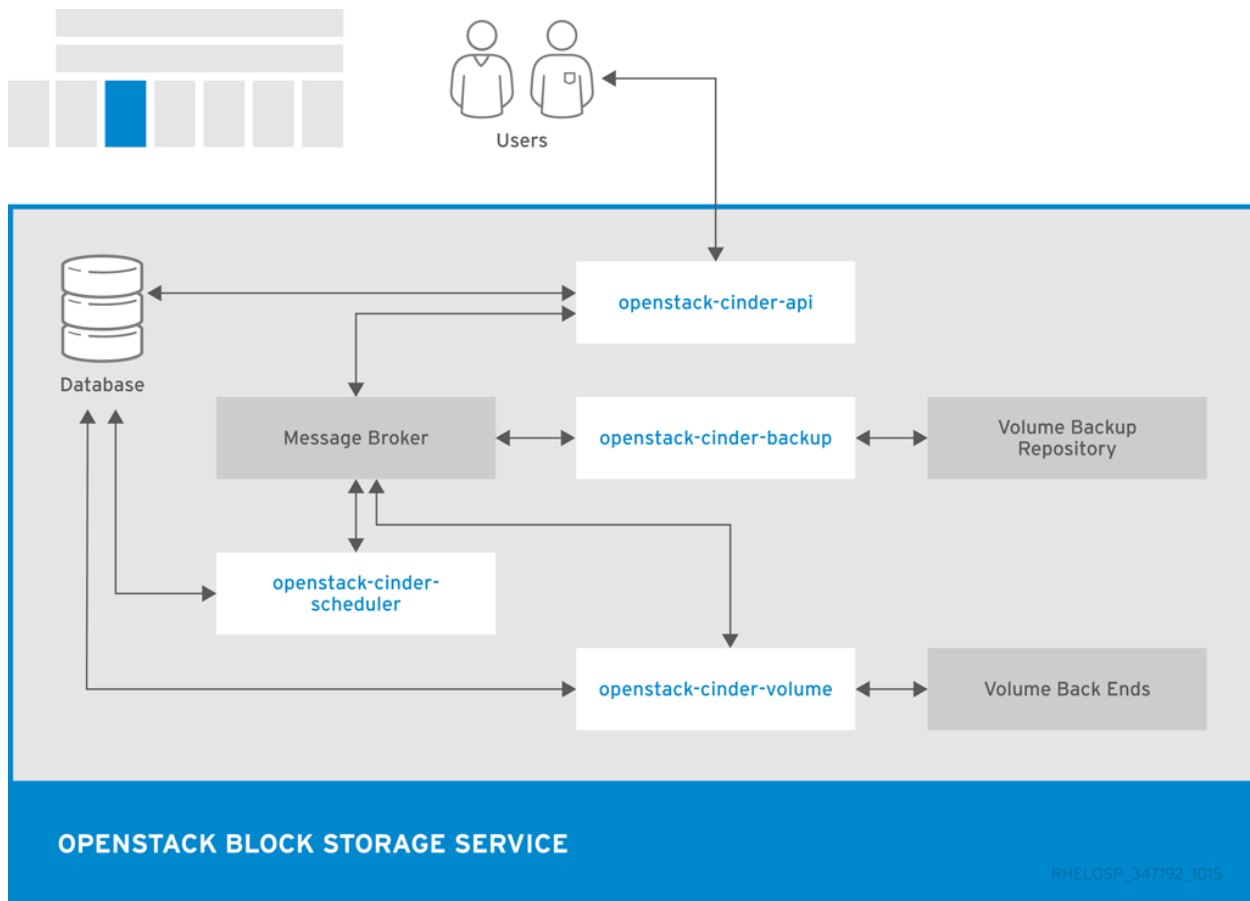 Users
openstack-cinder-api
Database
Message Broker
openstack-cinder-backup
Volume Backup
Repository
openstack-cinder-
scheduler
openstack-cinder-volume
Volume Back Ends
OPENSTACK BLOCK STORAGE SERVICE
RHELOSP_347192_1015